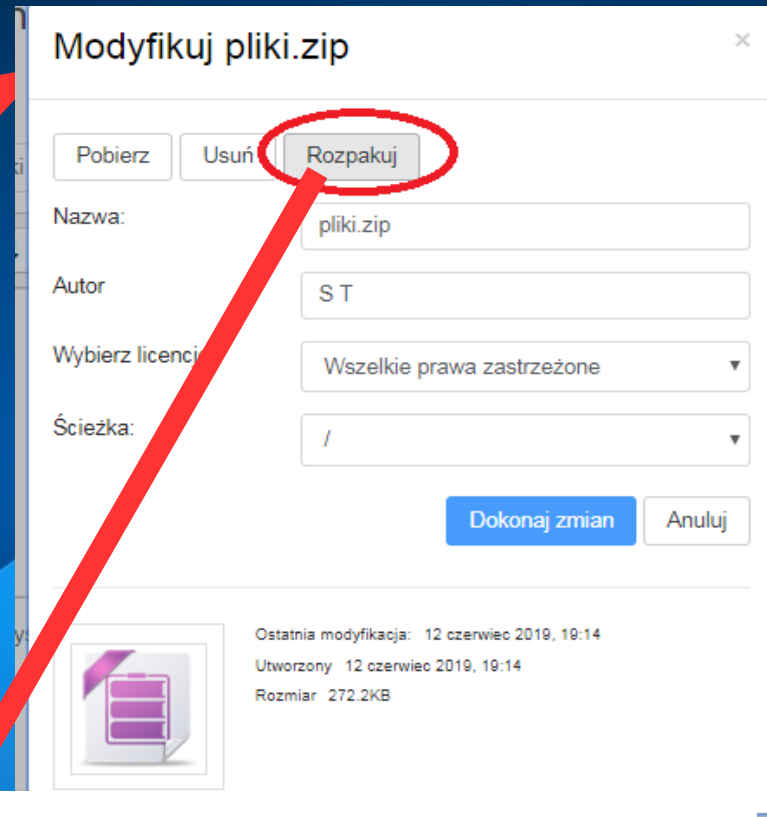 Modyfikuj pliki.zip ×
Pobierz Usuń Rozpakuj
Nazwa: pliki.zip
Autor S T
Wybierz Wszelkie prawa zastrzeżone
Ścieżka: /
Dokonaj zmian Anuluj
Ostatnia modyfikacja: 12 czerwiec 2019, 19:14
Utworzony 12 czerwiec 2019, 19:14
Rozmiar 272.2KB